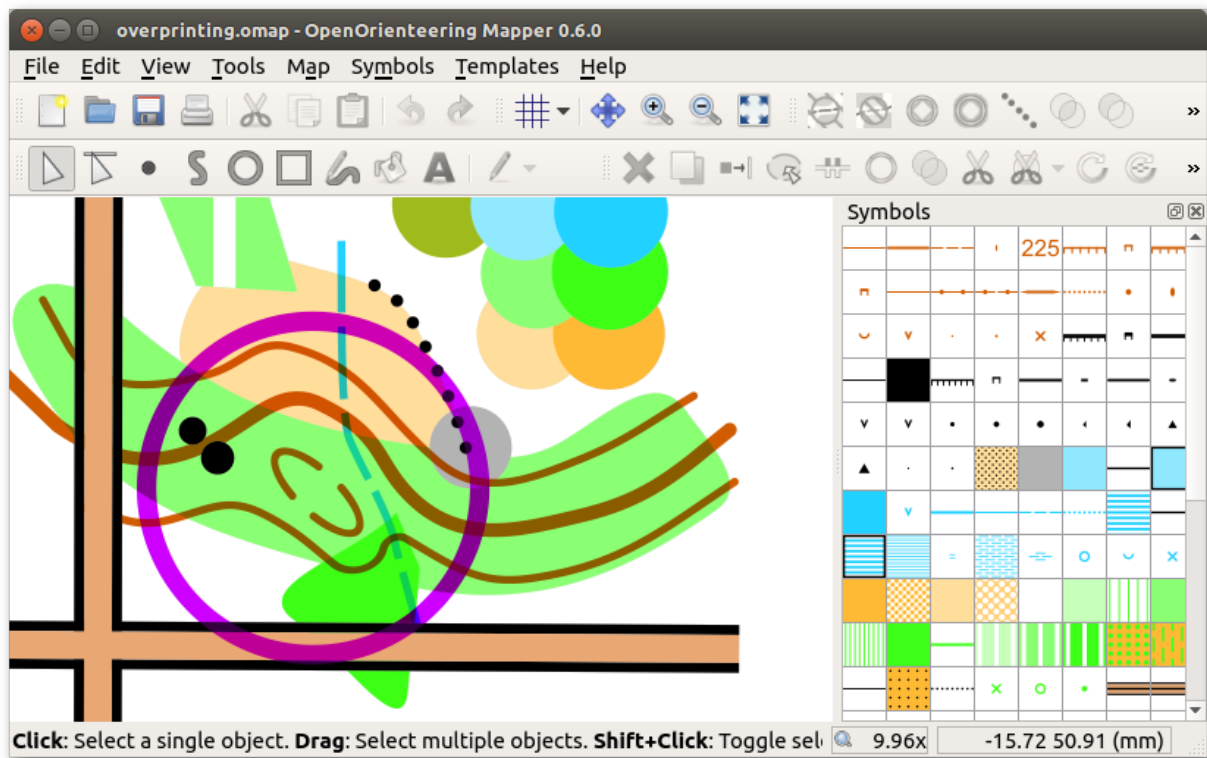 overprinting.omap - OpenOrienteering Mapper 0.6.0
File Edit View Tools Map Symbols Templates Help
A
Symbols
225
Click: Select a single object. Drag: Select multiple objects. Shift+Click: Toggle 9.96x -15.72 50.91 (mm)